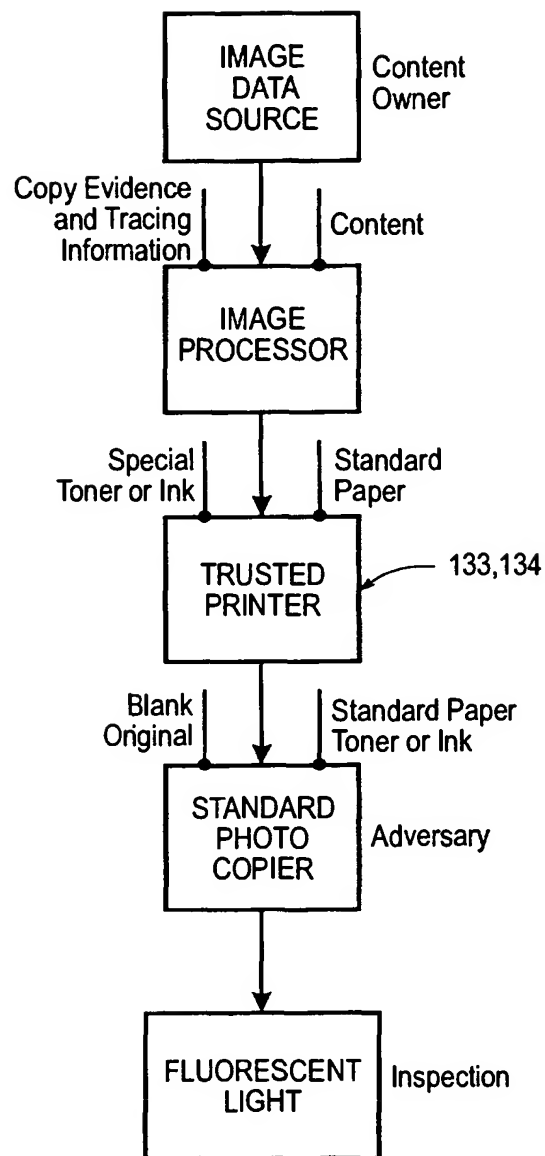 IMAGE
DATA
SOURCE
Content
Owner
Copy Evidence
and Tracing
Information
Content
IMAGE
PROCESSOR
Special
Toner or Ink
Standard
Paper
TRUSTED
PRINTER
133,134
Blank
Original
Standard Paper
Toner or Ink
STANDARD
PHOTO
COPIER
Adversary
FLUORESCENT
LIGHT
Inspection